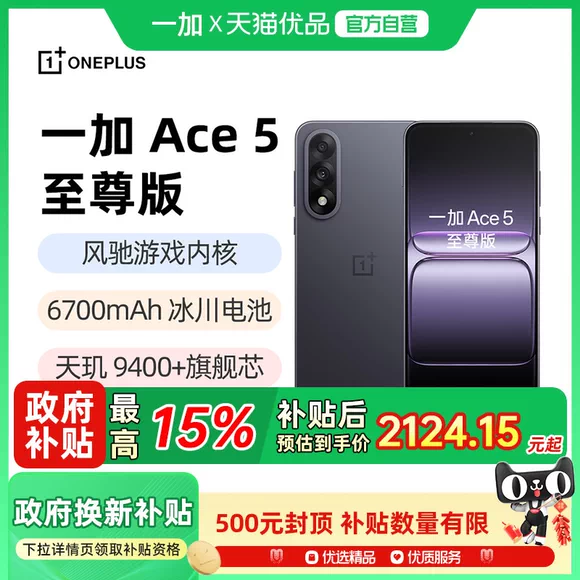 一加 X 天猫优品 官方自营
1+ ONEPLUS
一加 Ace 5
至尊版
风驰游戏内核
6700mAh 冰川电池
天玑 9400+旗舰芯
一加 Ace 5
至尊版
政府
补贴
最
高
15%
补贴后
预估到手价
2124.15 元起
政府换新补贴
下拉详情页领取补贴资格
500元封顶 补贴数量有限
优选精品 优质服务